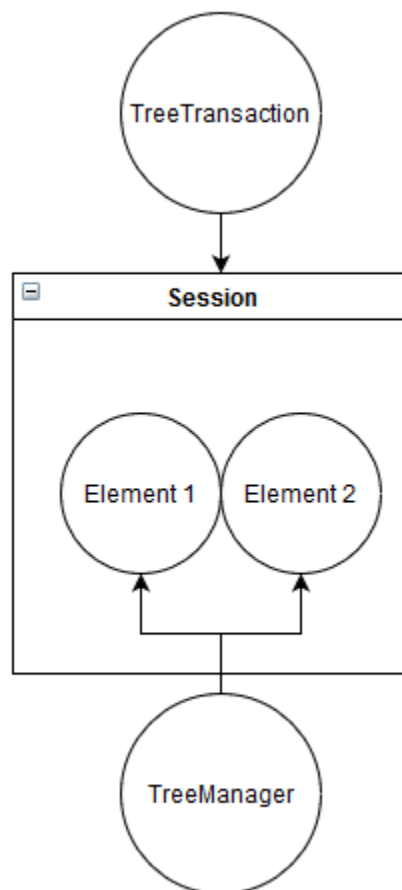 TreeTransaction
Session
Element 1
Element 2
TreeManager